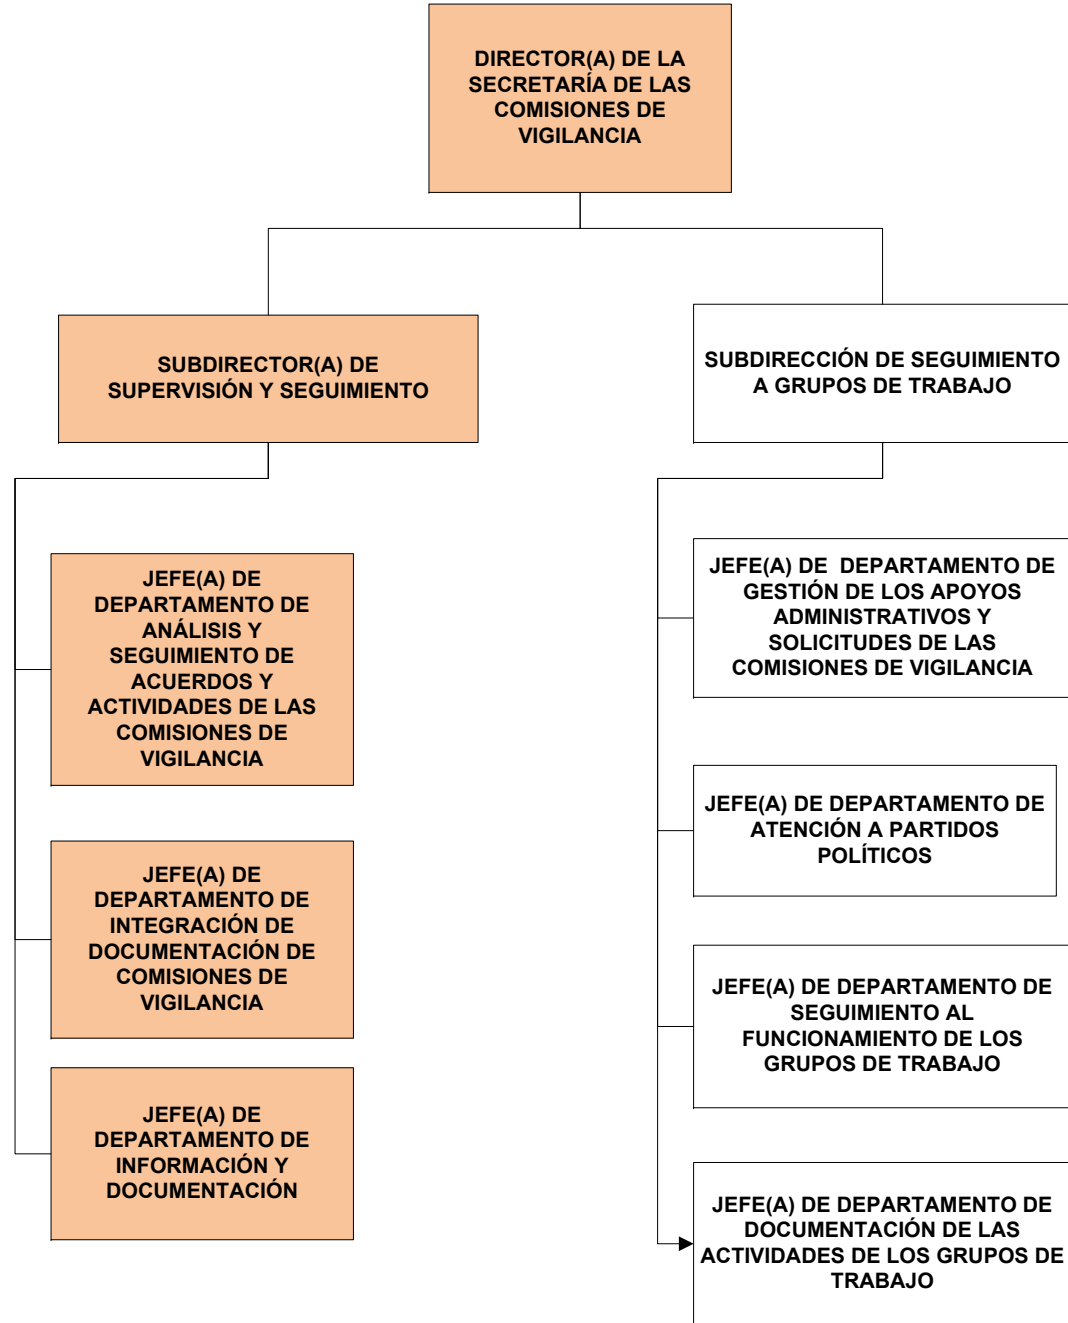 DIRECTOR(A) DE LA
SECRETARÍA DE LAS
COMISIONES DE
VIGILANCIA
SUBDIRECTOR(A) DE
SUPERVISIÓN Y SEGUIMIENTO
SUBDIRECCIÓN DE SEGUIMIENTO
A GRUPOS DE TRABAJO
JEFE(A) DE
DEPARTAMENTO DE
ANÁLISIS Y
SEGUIMIENTO DE
ACUERDOS Y
ACTIVIDADES DE LAS
COMISIONES DE
VIGILANCIA
JEFE(A) DE
DEPARTAMENTO DE
INTEGRACIÓN DE
DOCUMENTACIÓN DE
COMISIONES DE
VIGILANCIA
JEFE(A) DE
DEPARTAMENTO DE
INFORMACIÓN Y
DOCUMENTACIÓN
JEFE(A) DE DEPARTAMENTO DE
GESTIÓN DE LOS APOYOS
ADMINISTRATIVOS Y
SOLICITUDES DE LAS
COMISIONES DE VIGILANCIA
JEFE(A) DE DEPARTAMENTO DE
ATENCIÓN A PARTIDOS
POLÍTICOS
JEFE(A) DE DEPARTAMENTO DE
SEGUIMIENTO AL
FUNCIONAMIENTO DE LOS
GRUPOS DE TRABAJO
JEFE(A) DE DEPARTAMENTO DE
DOCUMENTACIÓN DE LAS
ACTIVIDADES DE LOS GRUPOS DE
TRABAJO